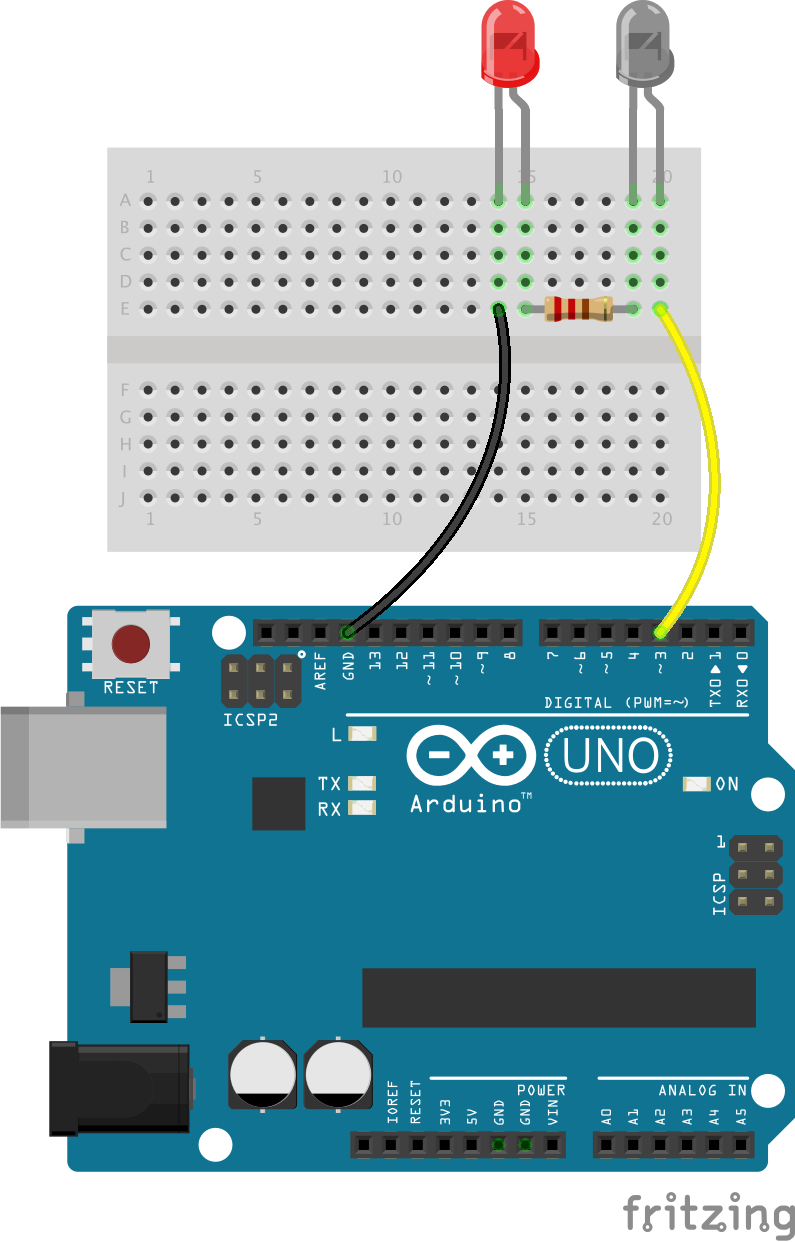 1 5 10 15 20
A
B
C
D
E
F
G
H
I
J
1 5 10 15 20
RESET
ICSP2
AREF
GND
13
12
~11
~10
~9
8
7
~6
~5
4
~3
2
TX0▶1
RX0◀0
DIGITAL (PWM=~)
L
TX
RX
UNO
Arduino™
ON
1
ICSP
IOREF
RESET
3V3
5V
GND
GND
VIN
POWER
A0
A1
A2
A3
A4
A5
ANALOG IN
fritzing